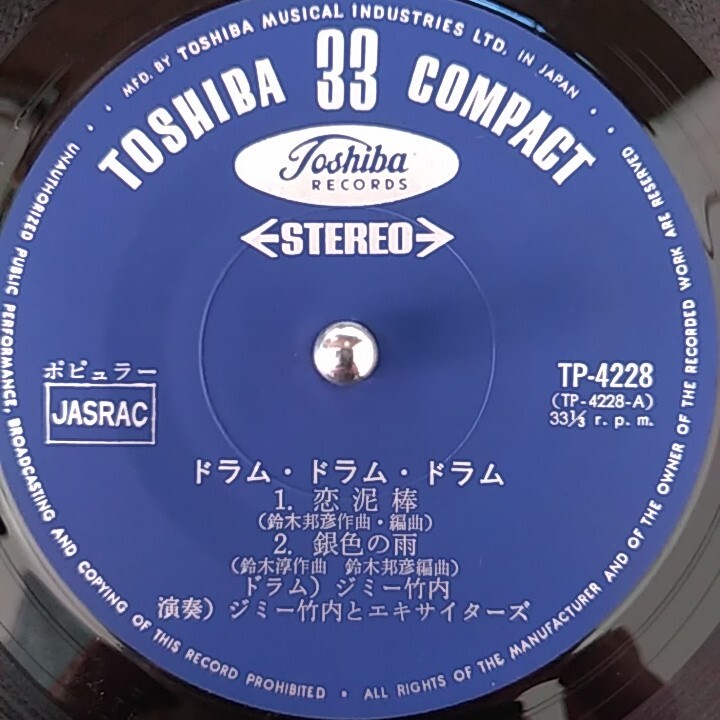 MFD. BY TOSHIBA MUSICAL INDUSTRIES LTD. IN JAPAN
TOSHIBA 33 COMPACT
Toshiba
RECORDS
STEREO
ポピュラー
JASRAC
TP-4228
(TP-4228-A)
33⅓ r. p. m.
ドラム・ドラム・ドラム
1. 恋泥棒
(鈴木邦彦作曲・編曲)
2. 銀色の雨
(鈴木淳作曲 鈴木邦彦編曲)
ドラム) ジミー竹内
演奏) ジミー竹内とエキサイターズ
UNAUTHORIZED PUBLIC PERFORMANCE, BROADCASTING AND COPYING OF THIS RECORD PROHIBITED • ALL RIGHTS OF THE MANUFACTURER AND OF THE OWNER OF THE RECORDED WORK ARE RESERVED